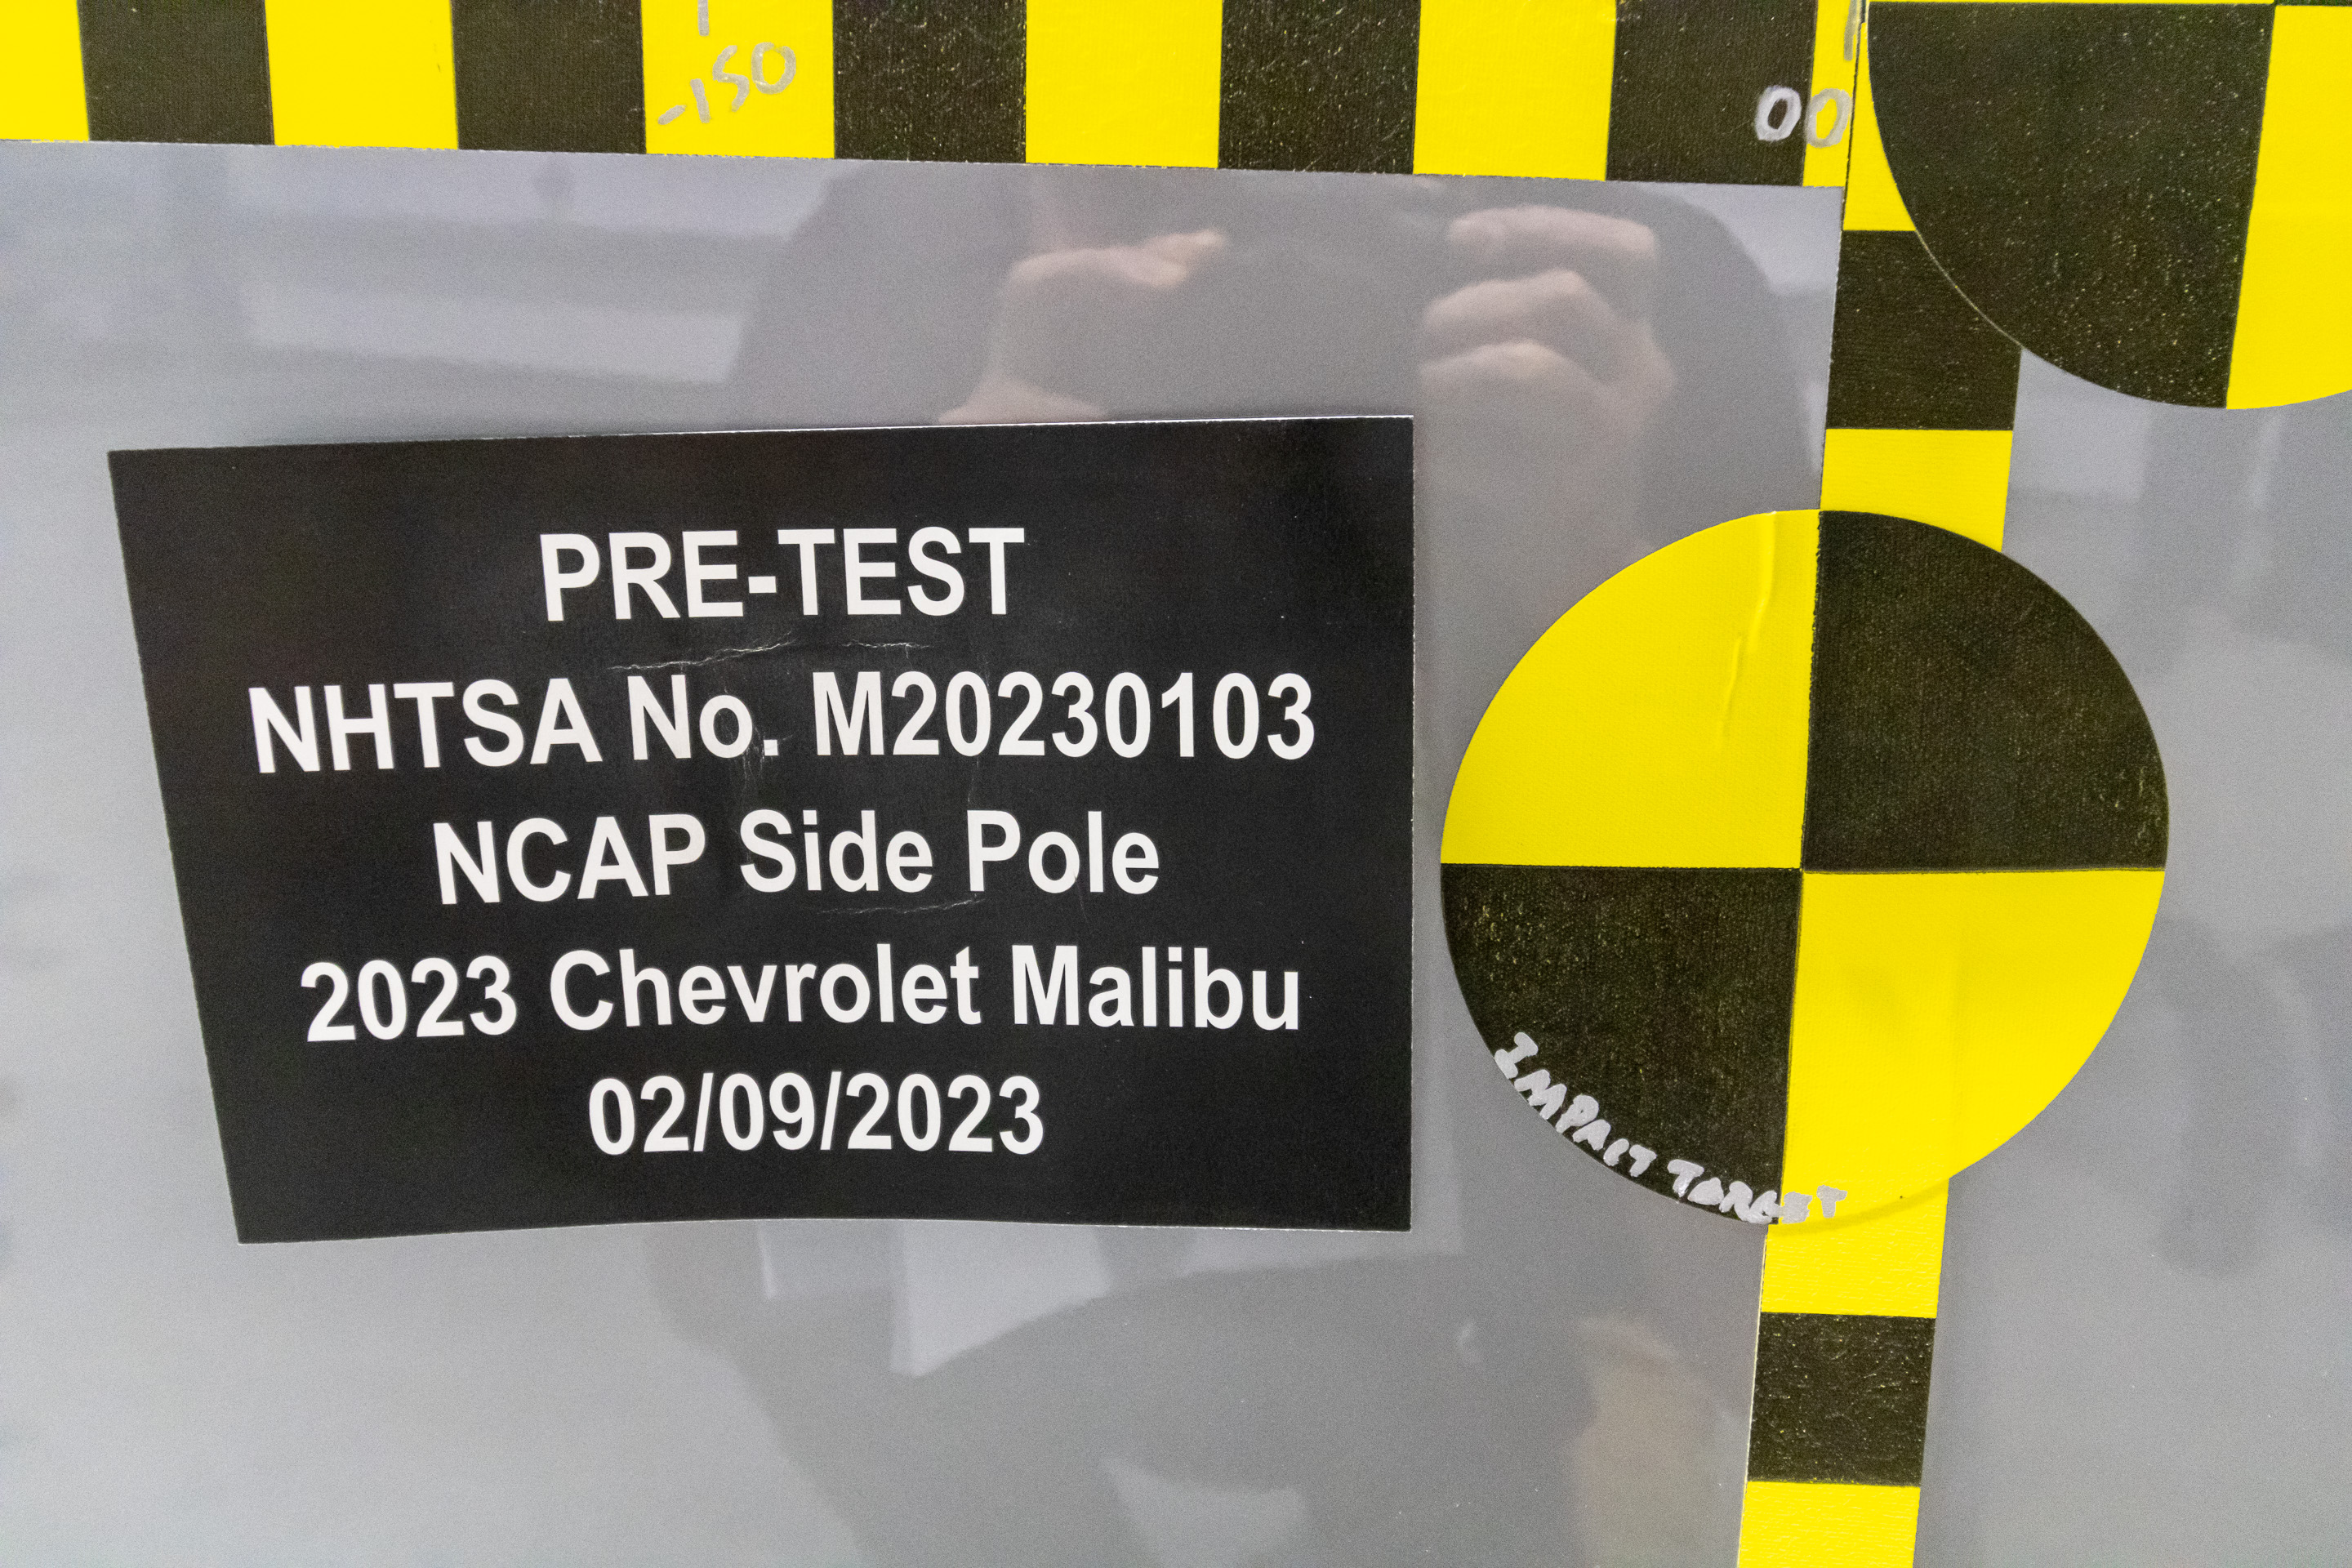 -150
00
PRE-TEST
NHTSA No. M20230103
NCAP Side Pole
2023 Chevrolet Malibu
02/09/2023
IMPACT TARGET